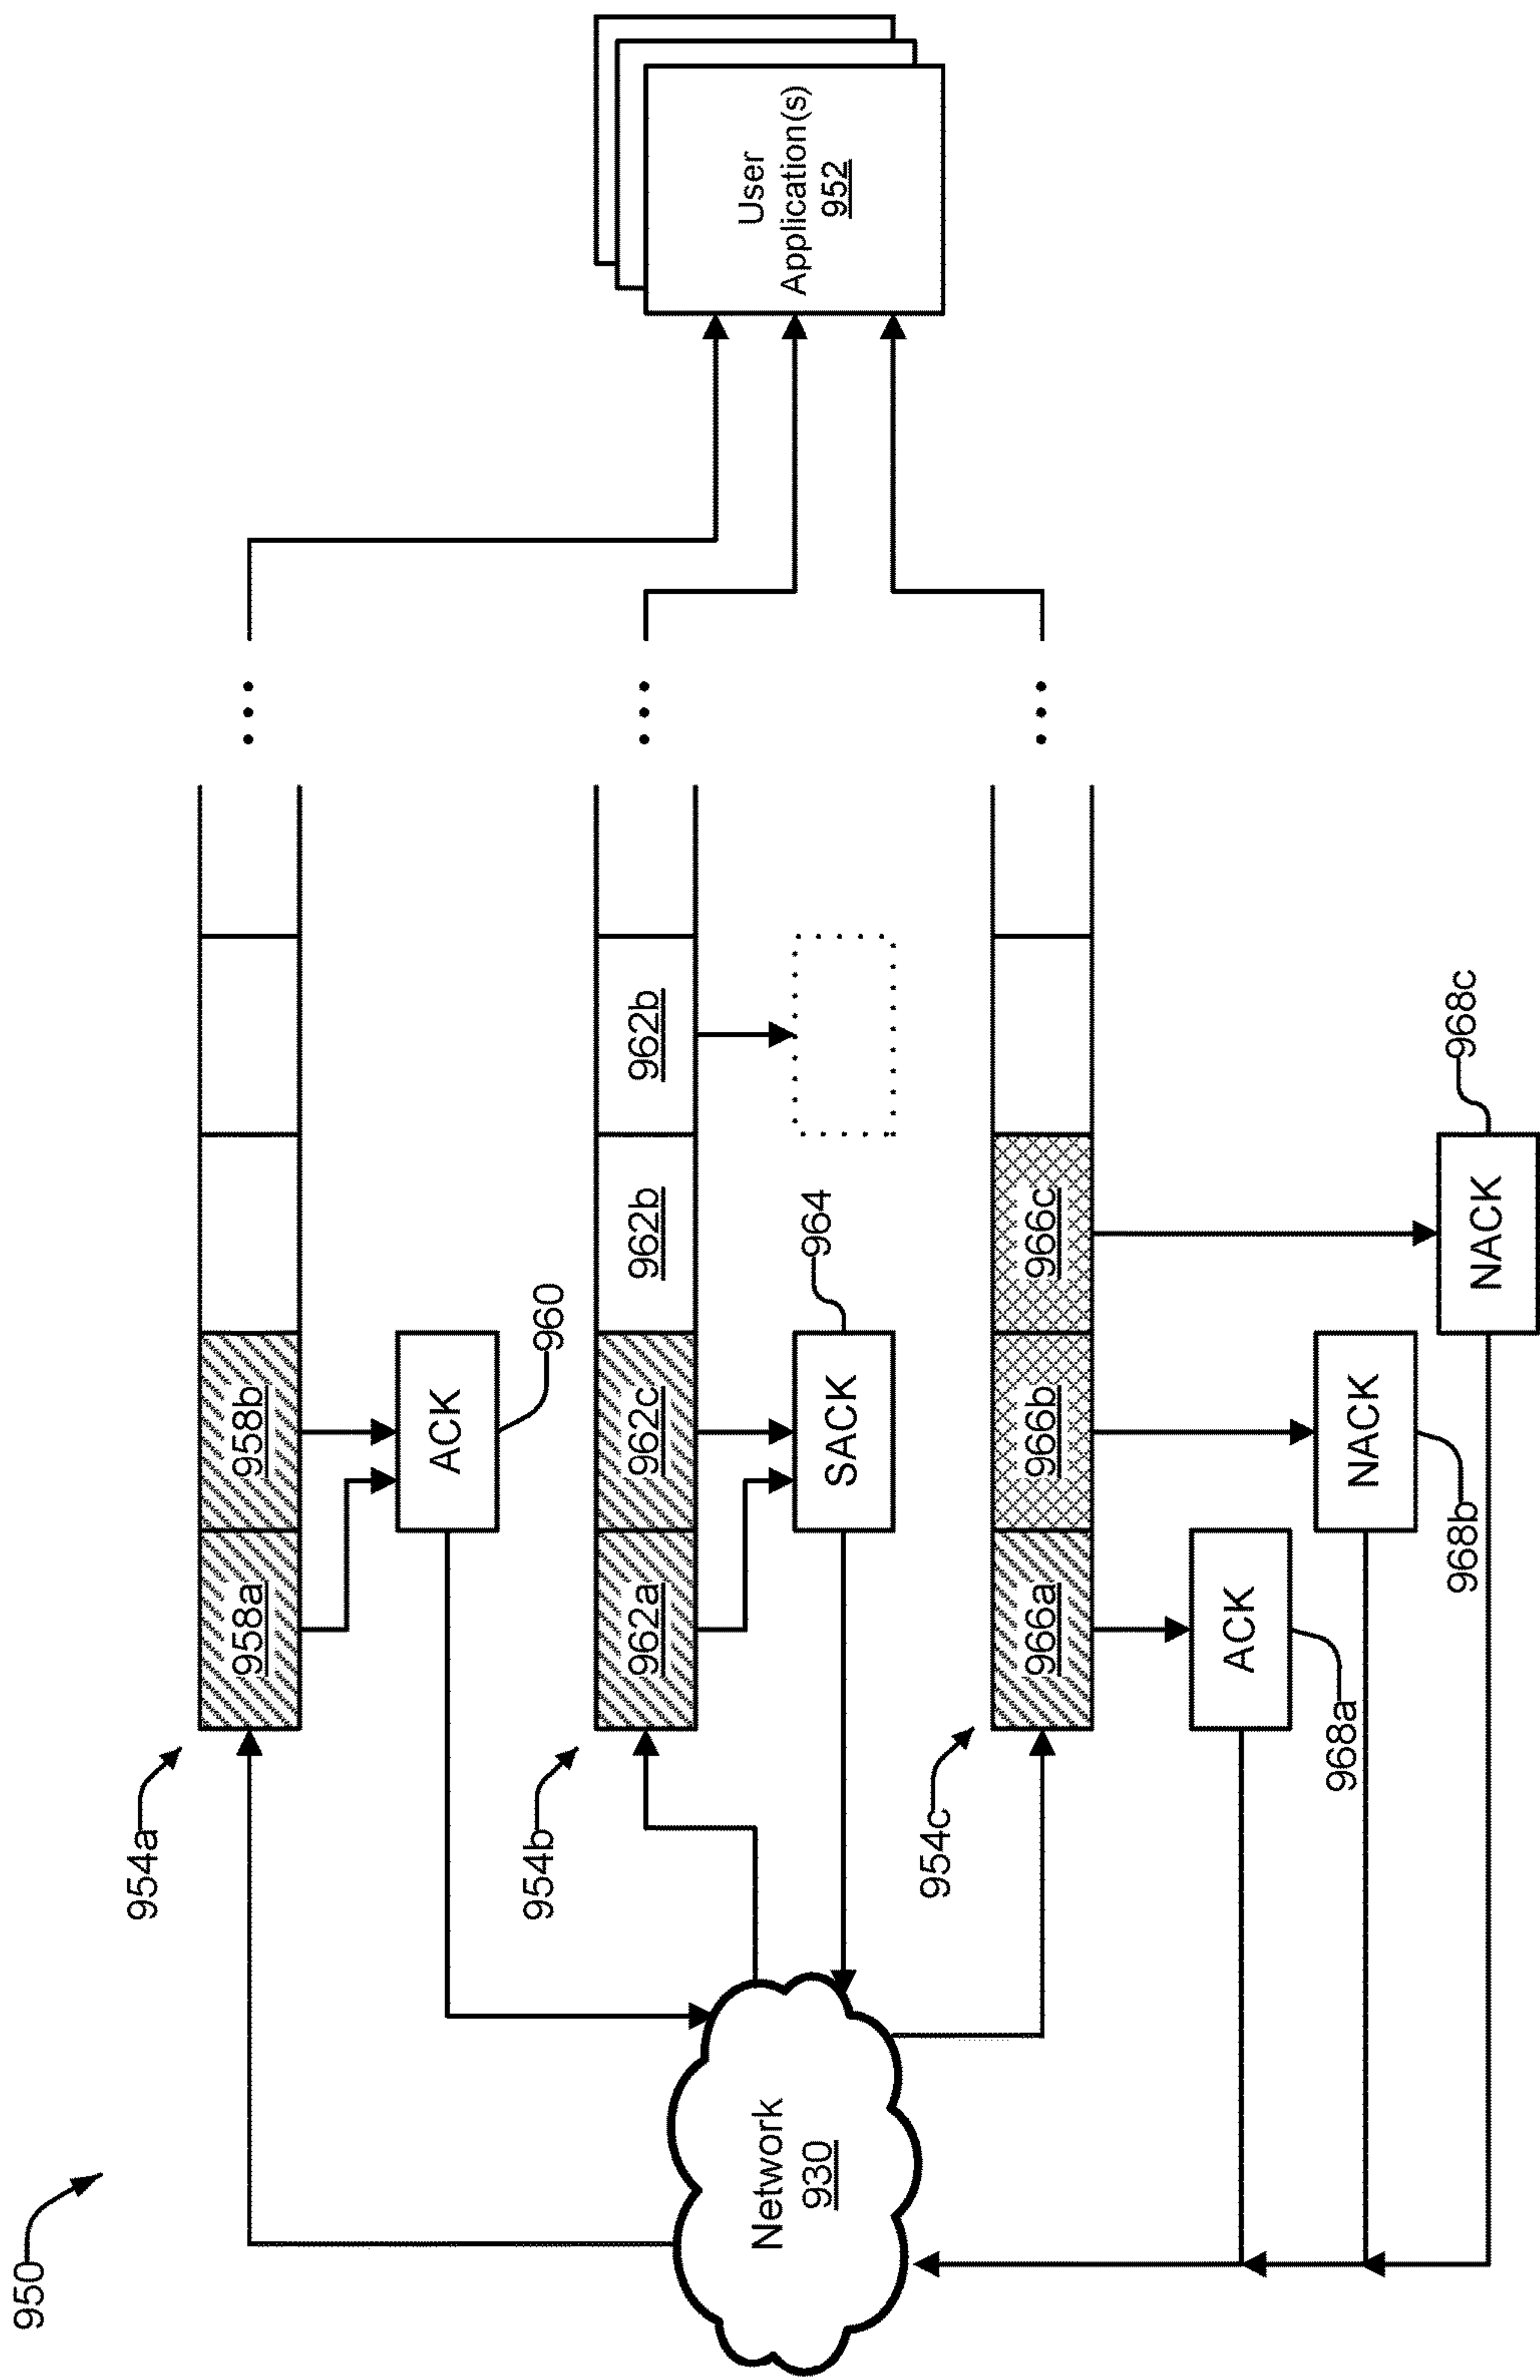 950
954a
958a
958b
ACK
960
954b
962a
962c
962b
962b
SACK
964
954c
966a
966b
966c
ACK
968a
NACK
968b
NACK
968c
Network
930
User
Application(s)
952